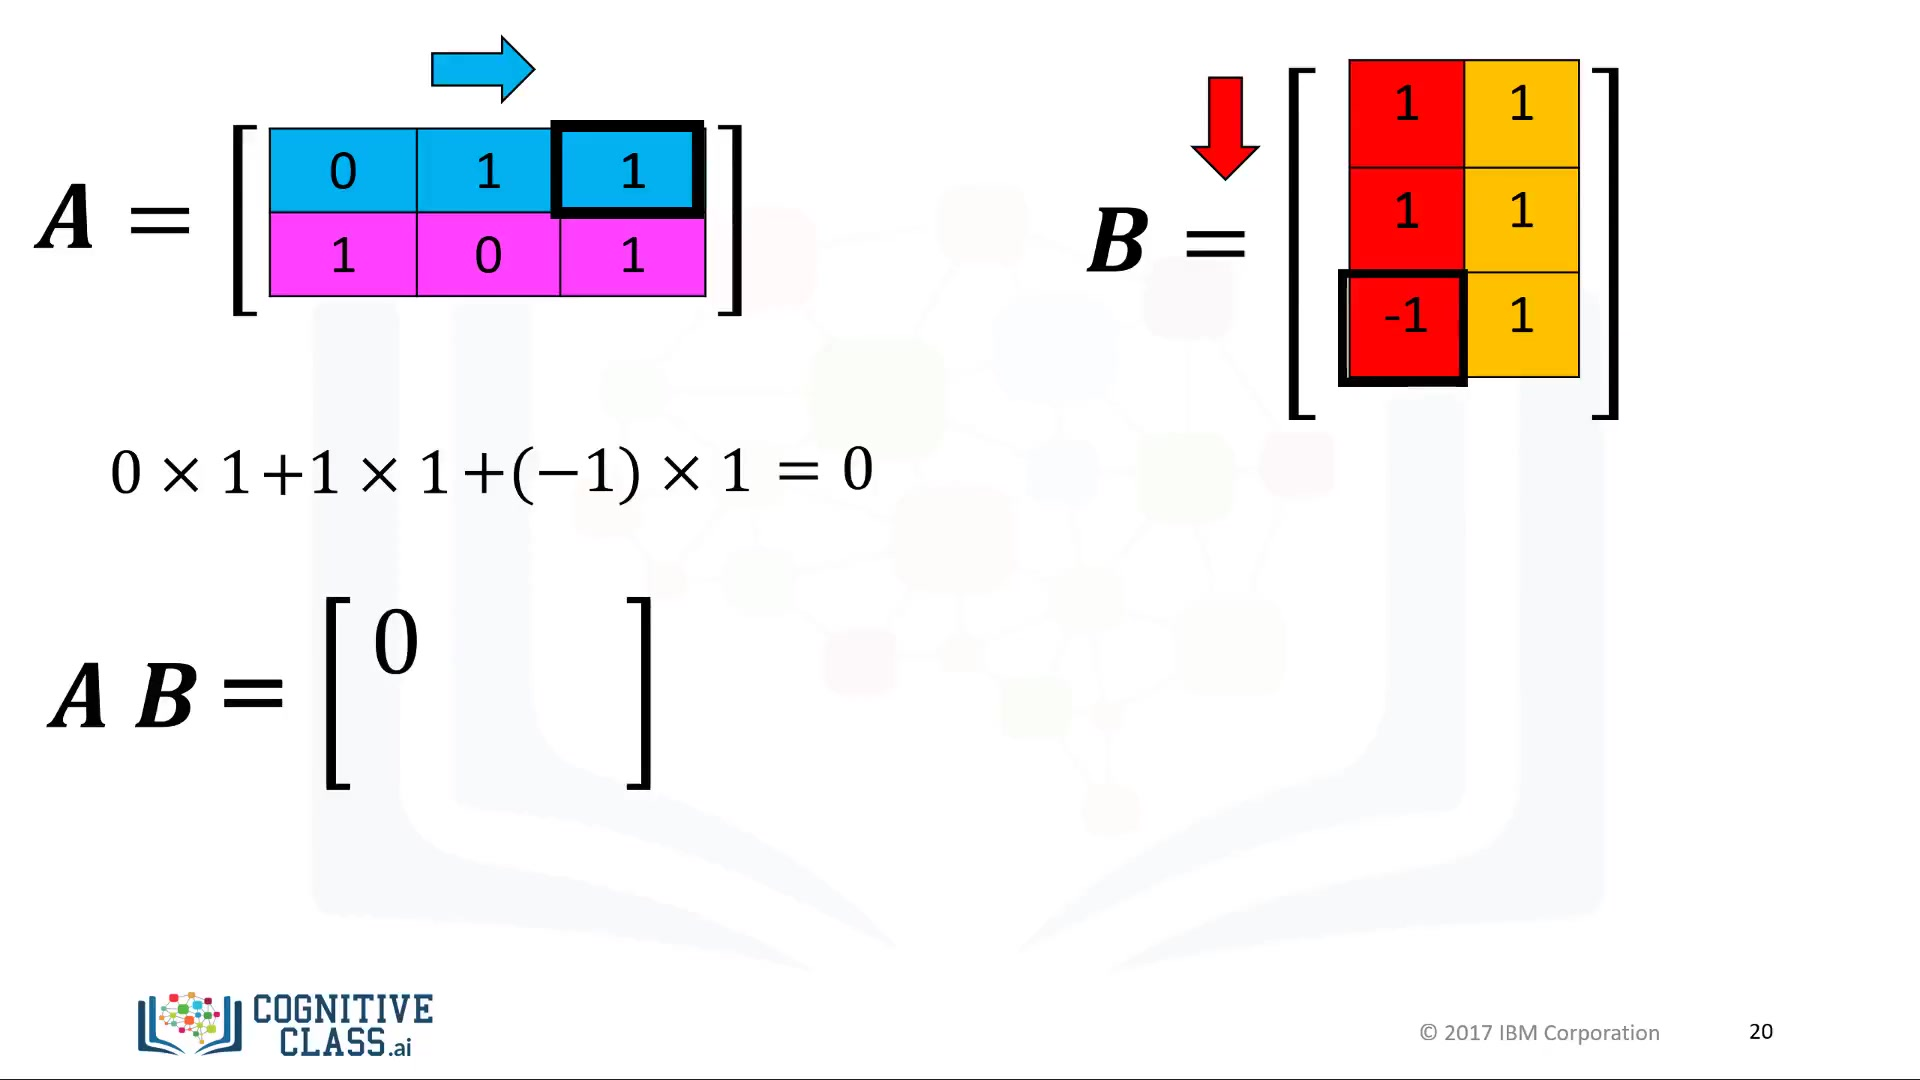 A = [ 0 1 1
1 0 1 ]
B = [ 1 1
1 1
-1 1 ]
0 × 1+1 × 1+(−1) × 1 = 0
A B = [ 0 ]
COGNITIVE
CLASS.ai
© 2017 IBM Corporation 20